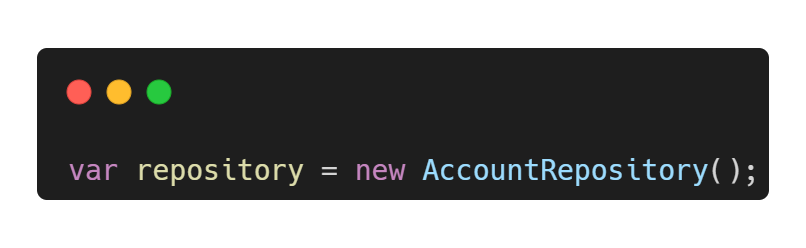 var repository = new AccountRepository();